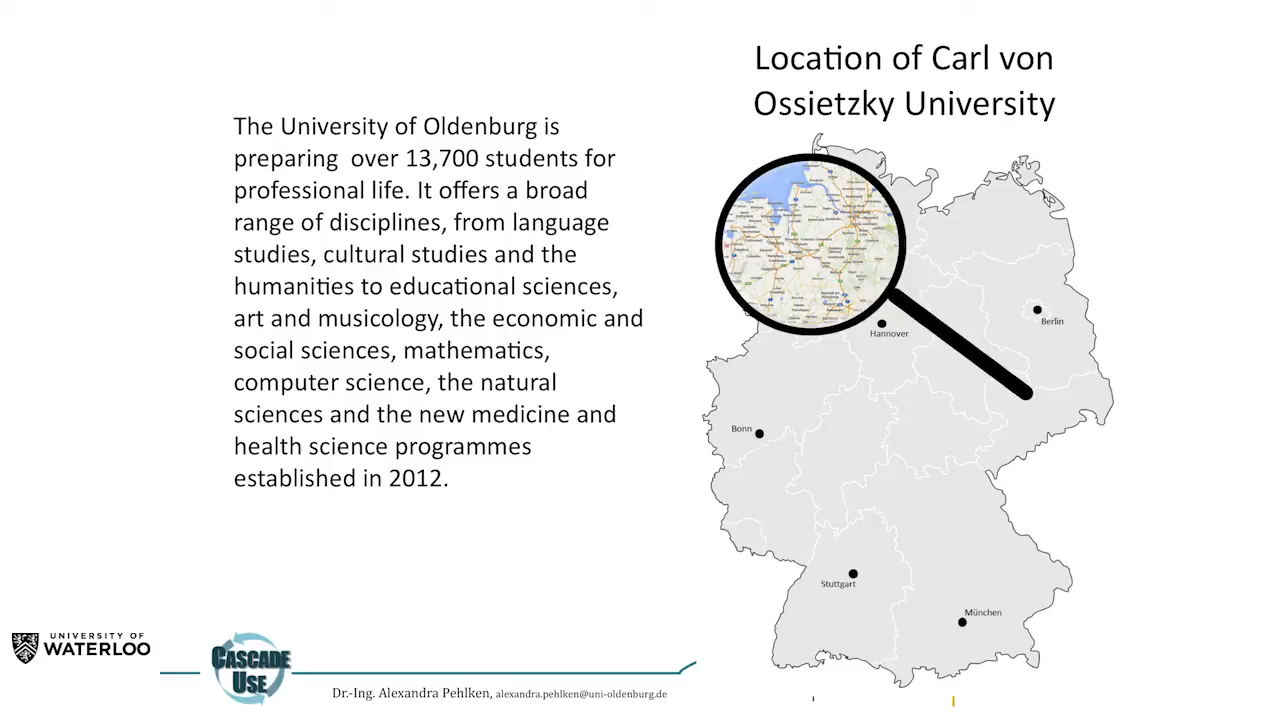 Location of Carl von
Ossietzky University
The University of Oldenburg is
preparing  over 13,700 students for
professional life. It offers a broad
range of disciplines, from language
studies, cultural studies and the
humanities to educational sciences,
art and musicology, the economic and
social sciences, mathematics,
computer science, the natural
sciences and the new medicine and
health science programmes
established in 2012.
Berlin
Hannover
Bonn
Stuttgart
München
UNIVERSITY OF
WATERLOO
CASCADE
USE
Dr.-Ing. Alexandra Pehlken, alexandra.pehlken@uni-oldenburg.de